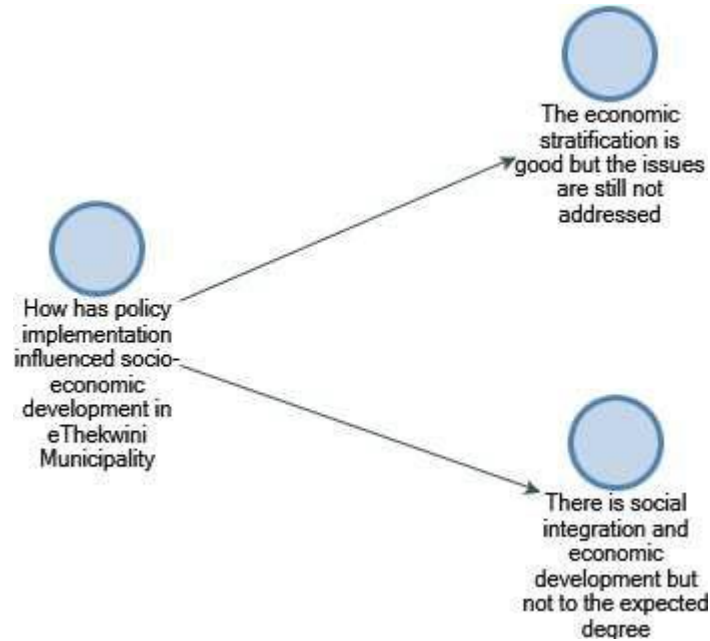 The economic
stratification is
good but the issues
are still not
addressed
How has policy
implementation
influenced socio-
economic
development in
eThekwini
Municipality
There is social
integration and
economic
development but
not to the expected
degree